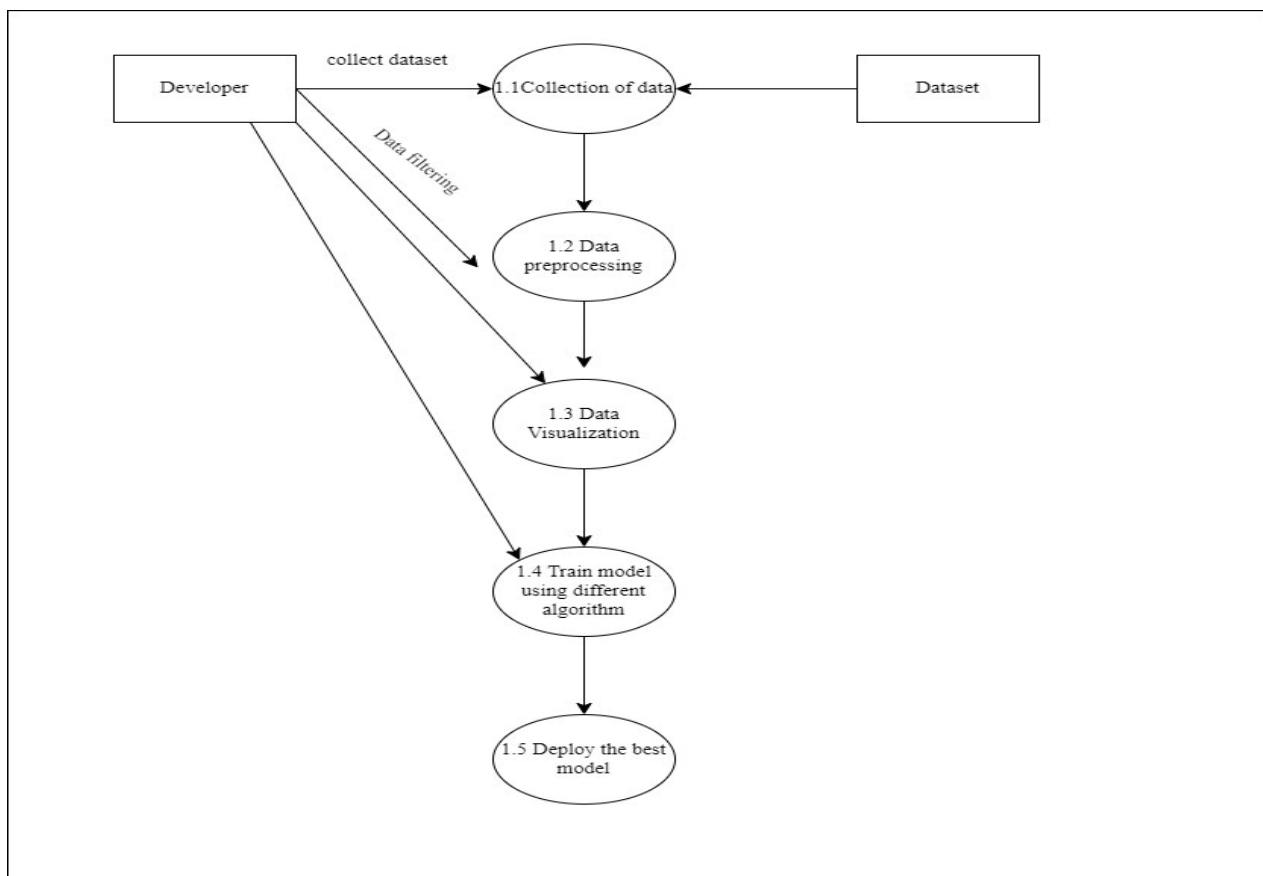 collect dataset
Developer
1.1Collection of data
Dataset
Data filtering
1.2 Data
preprocessing
1.3 Data
Visualization
1.4 Train model
using different
algorithm
1.5 Deploy the best
model